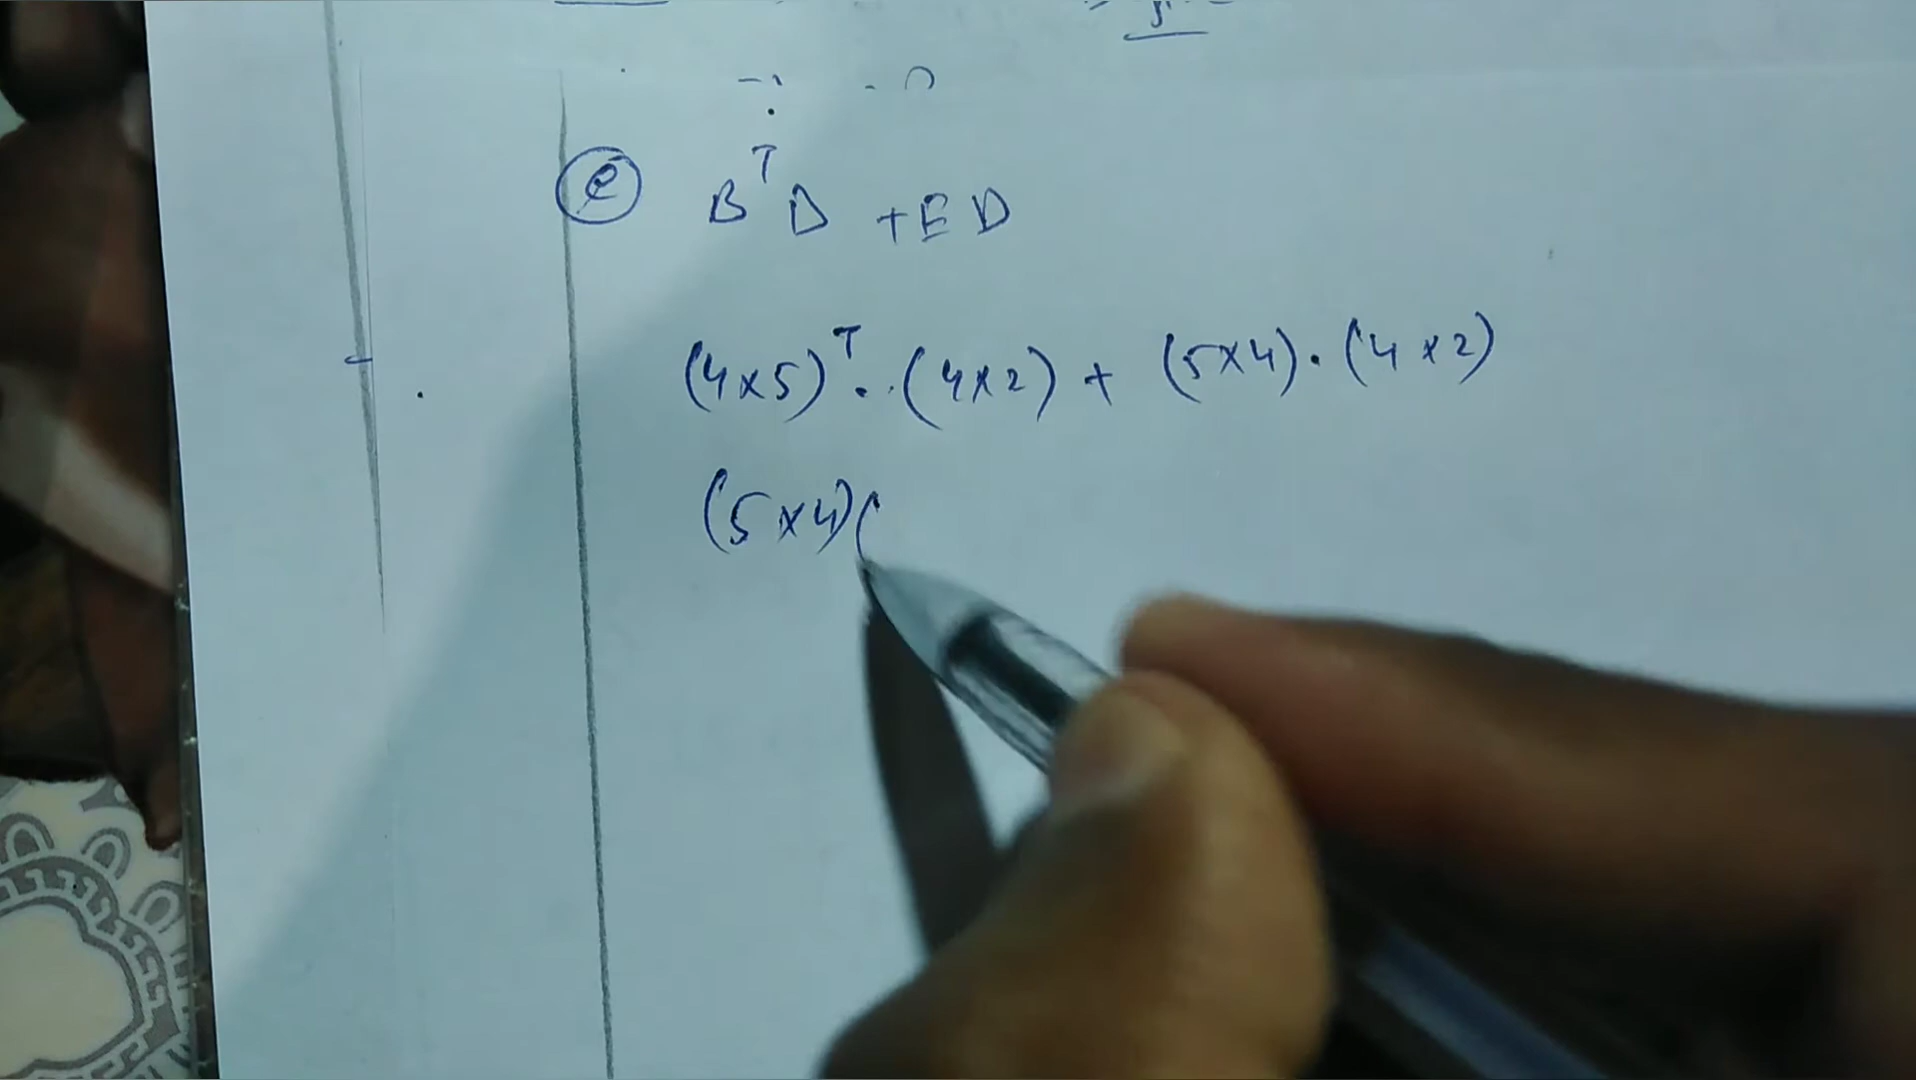 ⓔ B^T D + E D
(4×5)^T . (4×2) + (5×4) . (4×2)
(5×4)(